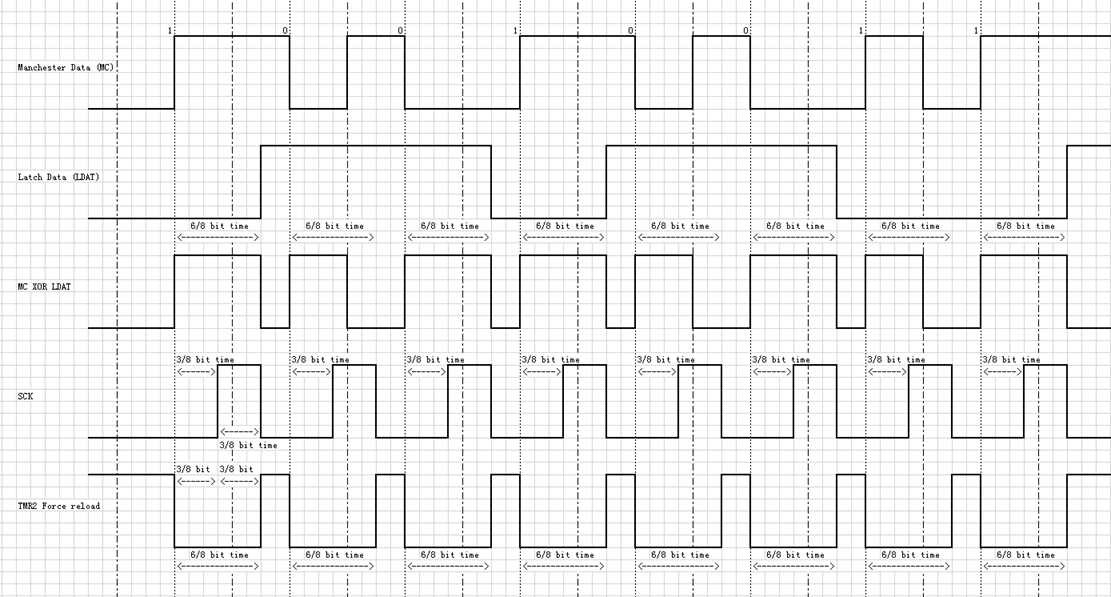 1 0 0 1 0 0 1 1
Manchester Data (MC)
Latch Data (LDAT)
6/8 bit time 6/8 bit time 6/8 bit time 6/8 bit time 6/8 bit time 6/8 bit time 6/8 bit time 6/8 bit time
MC XOR LDAT
3/8 bit time 3/8 bit time 3/8 bit time 3/8 bit time 3/8 bit time 3/8 bit time 3/8 bit time 3/8 bit time
SCK
3/8 bit time
3/8 bit 3/8 bit
TMR2 Force reload
6/8 bit time 6/8 bit time 6/8 bit time 6/8 bit time 6/8 bit time 6/8 bit time 6/8 bit time 6/8 bit time